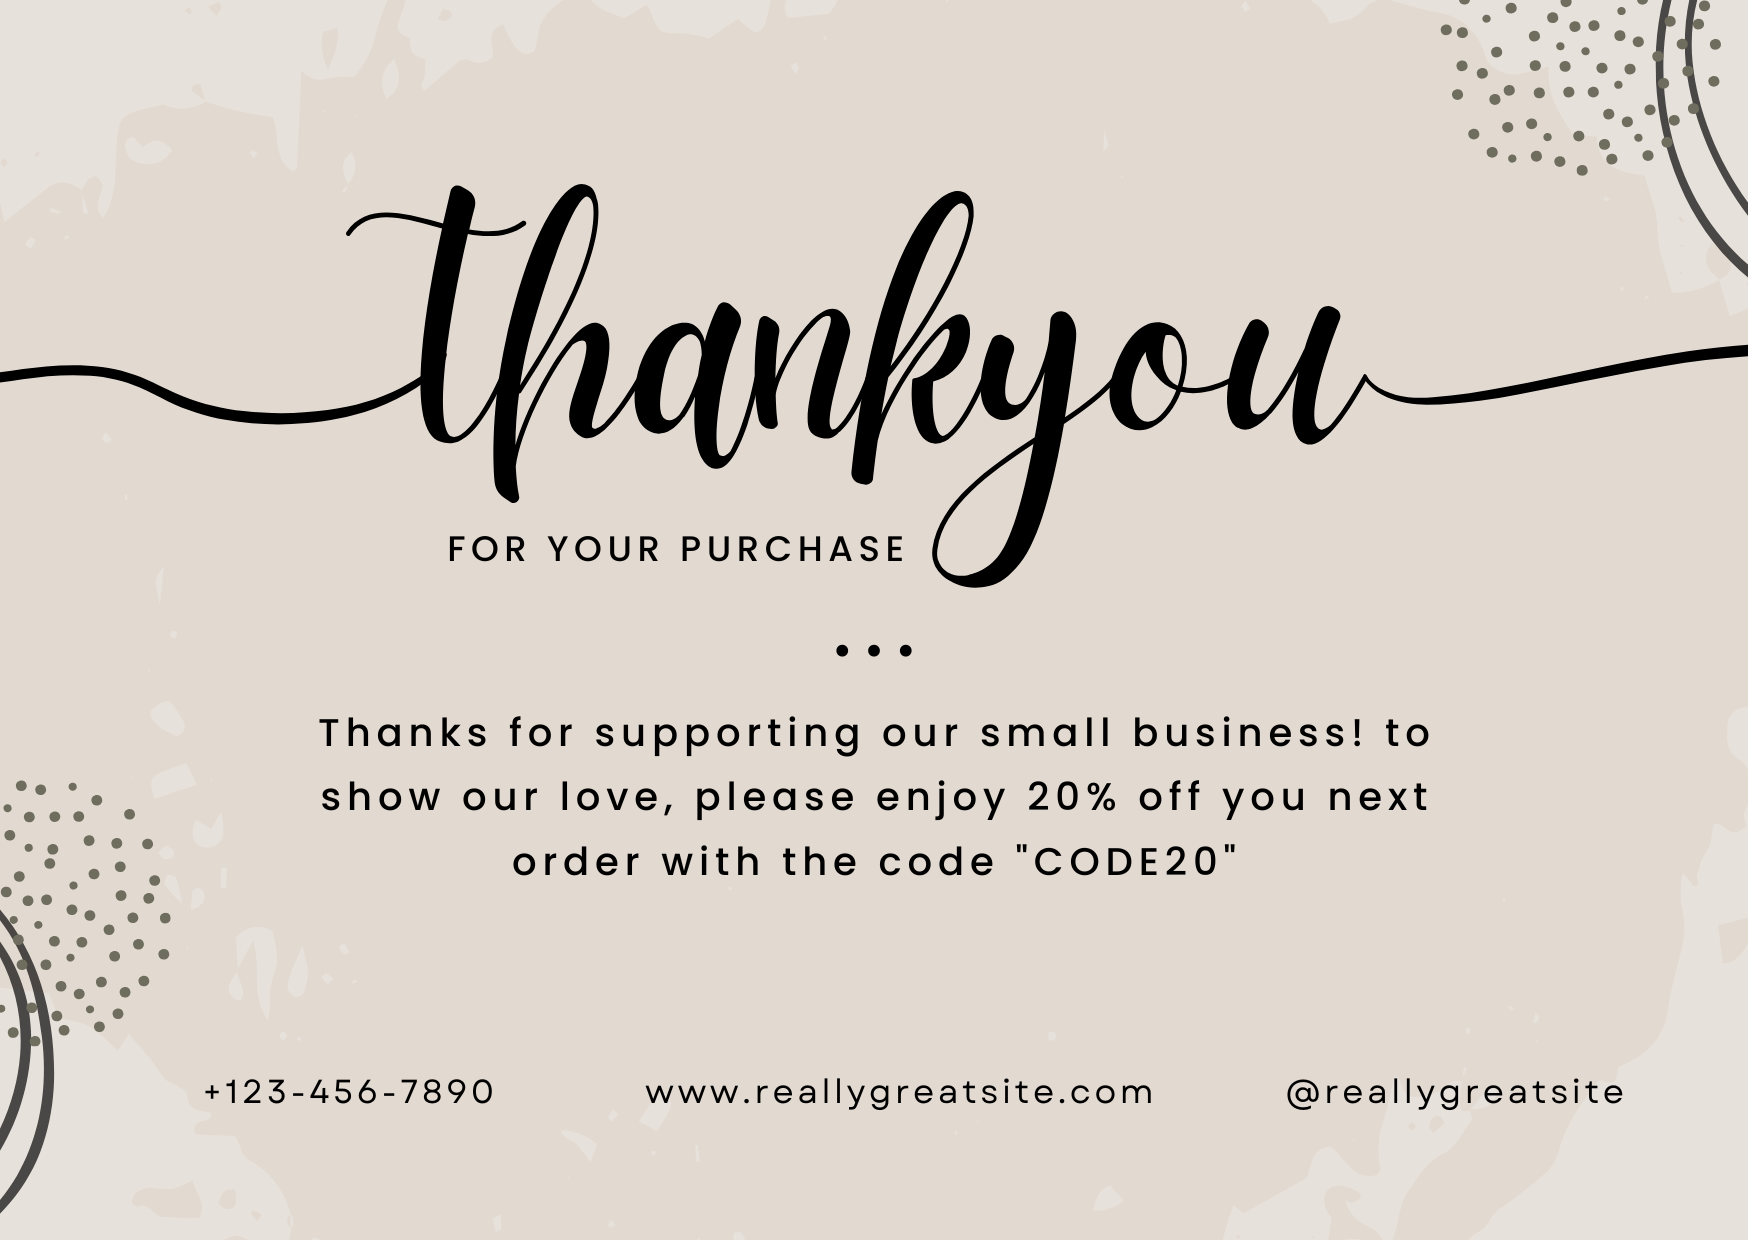 thankyou
FOR YOUR PURCHASE
Thanks for supporting our small business! to
show our love, please enjoy 20% off you next
order with the code "CODE20"
+123-456-7890
www.reallygreatsite.com
@reallygreatsite